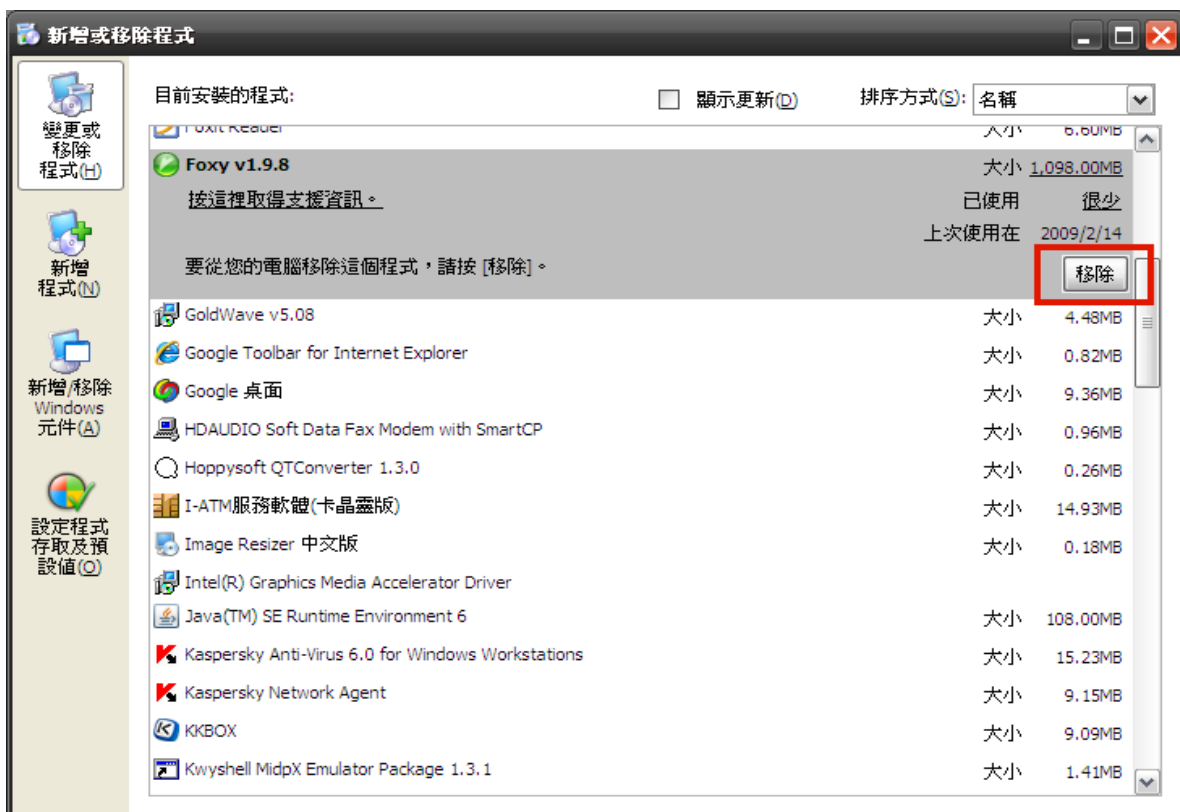 新增或移除程式
變更或
移除
程式(H)
新增
程式(N)
新增/移除
Windows
元件(A)
設定程式
存取及預
設值(O)
目前安裝的程式:
顯示更新(D)
排序方式(S): 名稱
Foxit Reader 大小 6.60MB
Foxy v1.9.8 大小 1,098.00MB
按這裡取得支援資訊。 已使用 很少
上次使用在 2009/2/14
要從您的電腦移除這個程式，請按 [移除]。 移除
GoldWave v5.08 大小 4.48MB
Google Toolbar for Internet Explorer 大小 0.82MB
Google 桌面 大小 9.36MB
HDAUDIO Soft Data Fax Modem with SmartCP 大小 0.96MB
Hoppysoft QTConverter 1.3.0 大小 0.26MB
I-ATM服務軟體(卡晶靈版) 大小 14.93MB
Image Resizer 中文版 大小 0.18MB
Intel(R) Graphics Media Accelerator Driver
Java(TM) SE Runtime Environment 6 大小 108.00MB
Kaspersky Anti-Virus 6.0 for Windows Workstations 大小 15.23MB
Kaspersky Network Agent 大小 9.15MB
KKBOX 大小 9.09MB
Kwyshell MidpX Emulator Package 1.3.1 大小 1.41MB